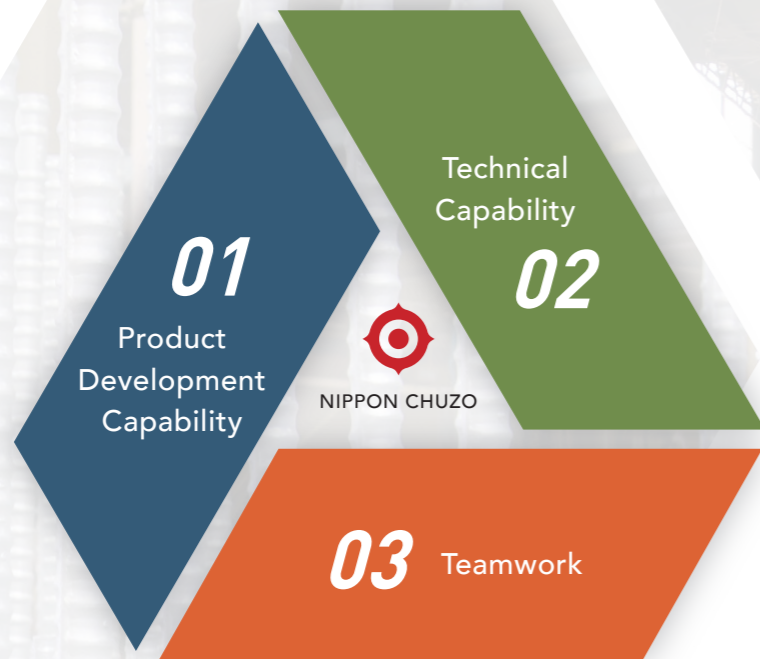 01
Product
Development
Capability
Technical
Capability
02
NIPPON CHUZO
03 Teamwork